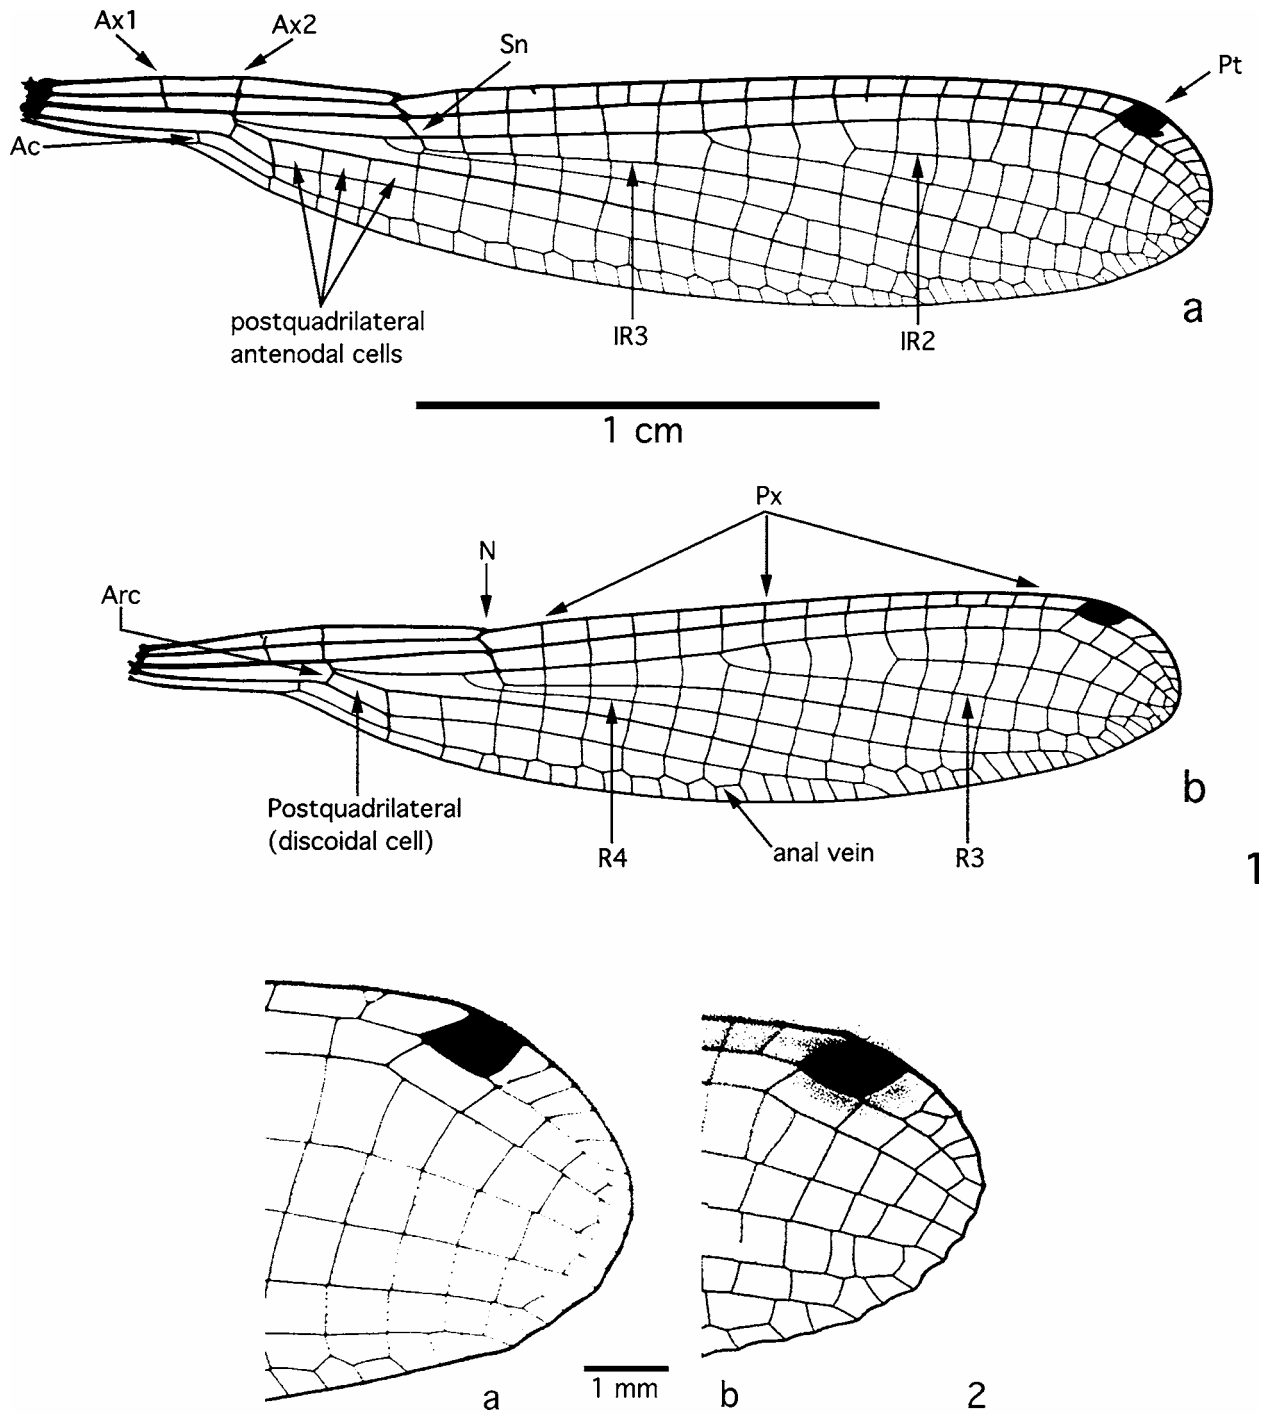 Ax1
Ax2
Sn
Pt
Ac
postquadrilateral
antenodal cells
IR3
IR2
a
1 cm
Px
N
Arc
Postquadrilateral
(discoidal cell)
R4
anal vein
R3
b
1
1 mm
a
b
2